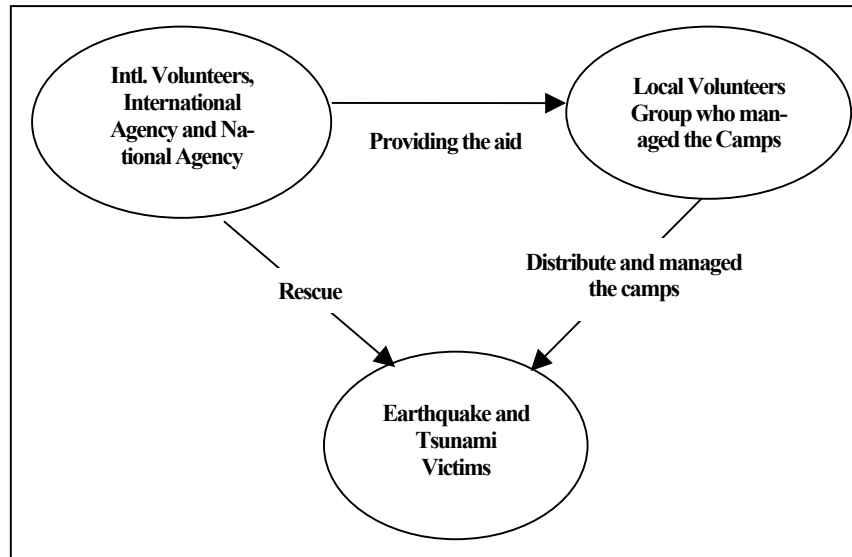 Intl. Volunteers,
International
Agency and Na-
tional Agency
Providing the aid
Local Volunteers
Group who man-
aged the Camps
Rescue
Distribute and managed
the camps
Earthquake and
Tsunami
Victims